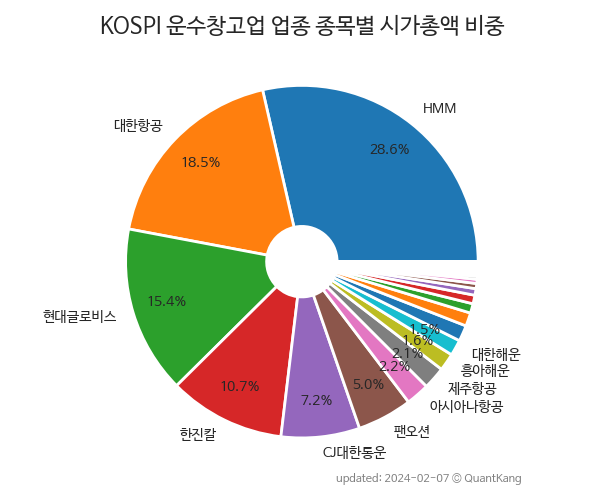 KOSPI 운수창고업 업종 종목별 시가총액 비중
HMM
28.6%
대한항공
18.5%
현대글로비스
15.4%
한진칼
10.7%
CJ대한통운
7.2%
팬오션
5.0%
아시아나항공
2.2%
제주항공
2.1%
흥아해운
1.6%
대한해운
1.5%
updated: 2024-02-07 © QuantKang